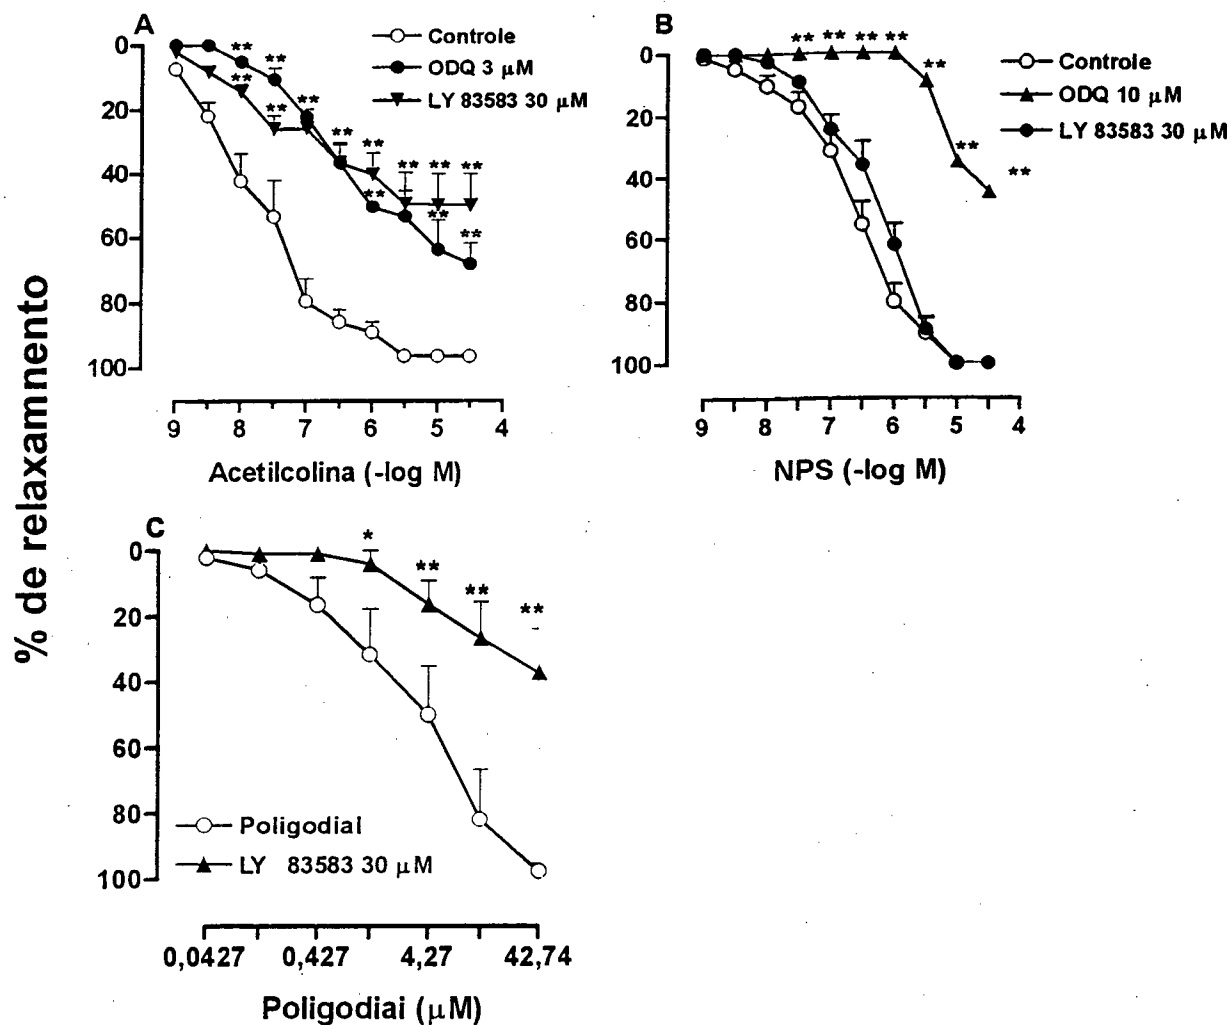 A
Controle
ODQ 3 µM
LY 83583 30 µM
0
20
40
60
80
100
** ** ** ** ** ** ** ** ** ** ** ** ** **
9 8 7 6 5 4
Acetilcolina (-log M)
B
Controle
ODQ 10 µM
LY 83583 30 µM
0
20
40
60
80
100
** ** ** ** ** ** **
9 8 7 6 5 4
NPS (-log M)
% de relaxamnento
C
0
20
40
60
80
100
* ** ** **
Poligodiai
LY 83583 30 µM
0,0427 0,427 4,27 42,74
Poligodiai (µM)